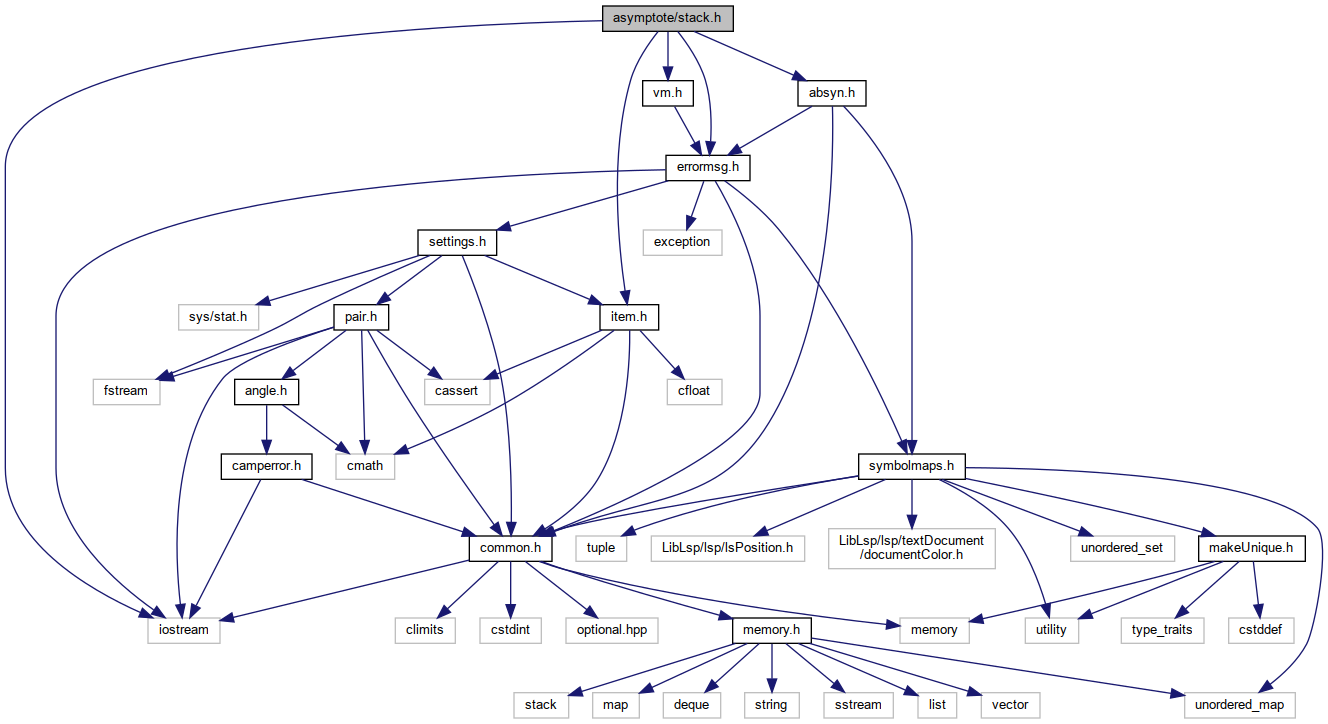 asymptote/stack.h
vm.h
absyn.h
errormsg.h
settings.h
exception
sys/stat.h
pair.h
item.h
fstream
angle.h
cassert
cfloat
camperror.h
cmath
symbolmaps.h
common.h
tuple
LibLsp/lsp/lsPosition.h
LibLsp/lsp/textDocument
/documentColor.h
unordered_set
makeUnique.h
iostream
climits
cstdint
optional.hpp
memory.h
memory
utility
type_traits
cstddef
stack
map
deque
string
sstream
list
vector
unordered_map